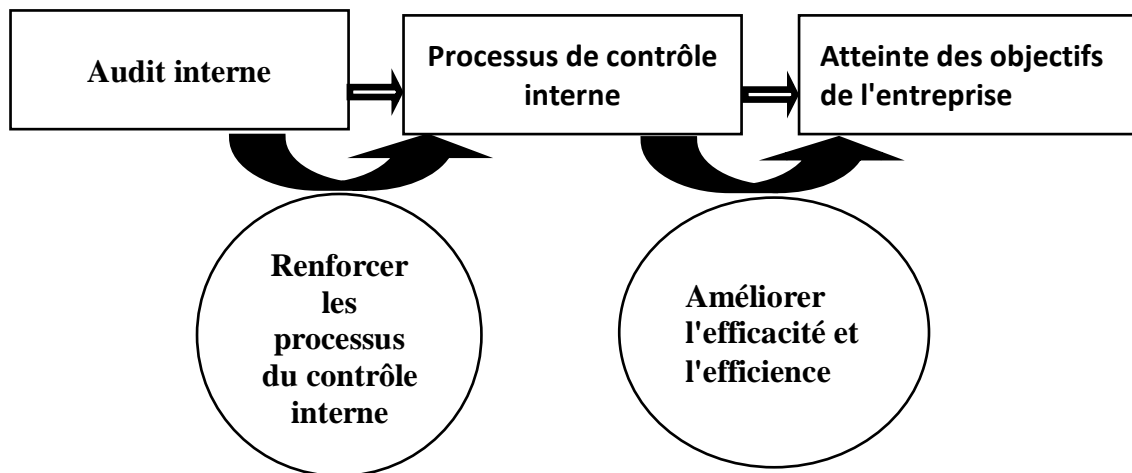 Audit interne
Processus de contrôle
interne
Atteinte des objectifs
de l'entreprise
Renforcer
les
processus
du contrôle
interne
Améliorer
l'efficacité et
l'efficience